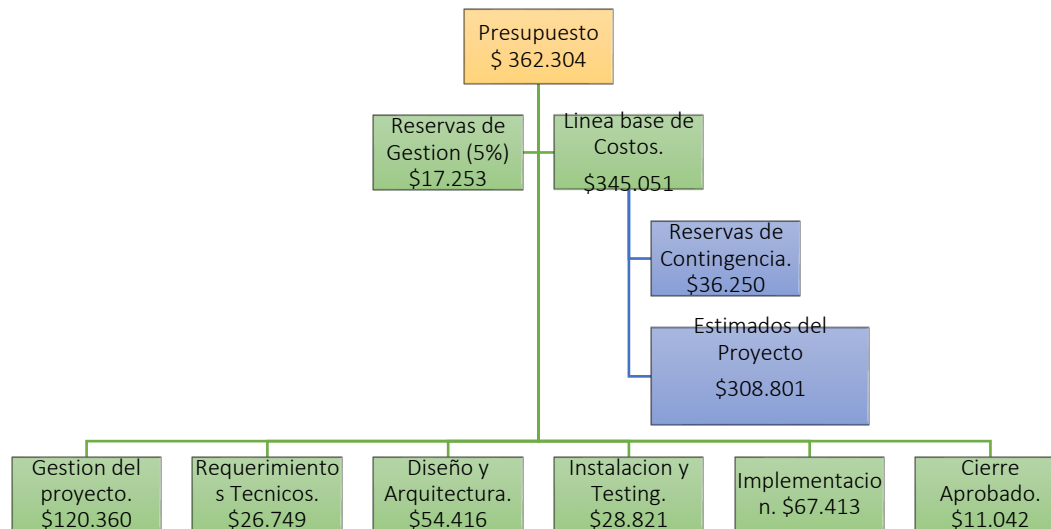 Presupuesto
$ 362.304
Reservas de
Gestion (5%)
$17.253
Linea base de
Costos.
$345.051
Reservas de
Contingencia.
$36.250
Estimados del
Proyecto
$308.801
Gestion del
proyecto.
$120.360
Requerimiento
s Tecnicos.
$26.749
Diseño y
Arquitectura.
$54.416
Instalacion y
Testing.
$28.821
Implementacio
n. $67.413
Cierre
Aprobado.
$11.042